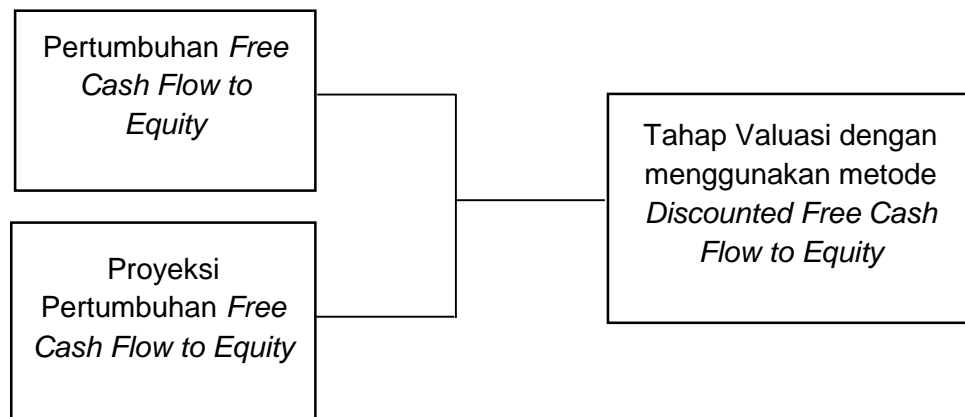 Pertumbuhan Free
Cash Flow to
Equity
Proyeksi
Pertumbuhan Free
Cash Flow to Equity
Tahap Valuasi dengan
menggunakan metode
Discounted Free Cash
Flow to Equity